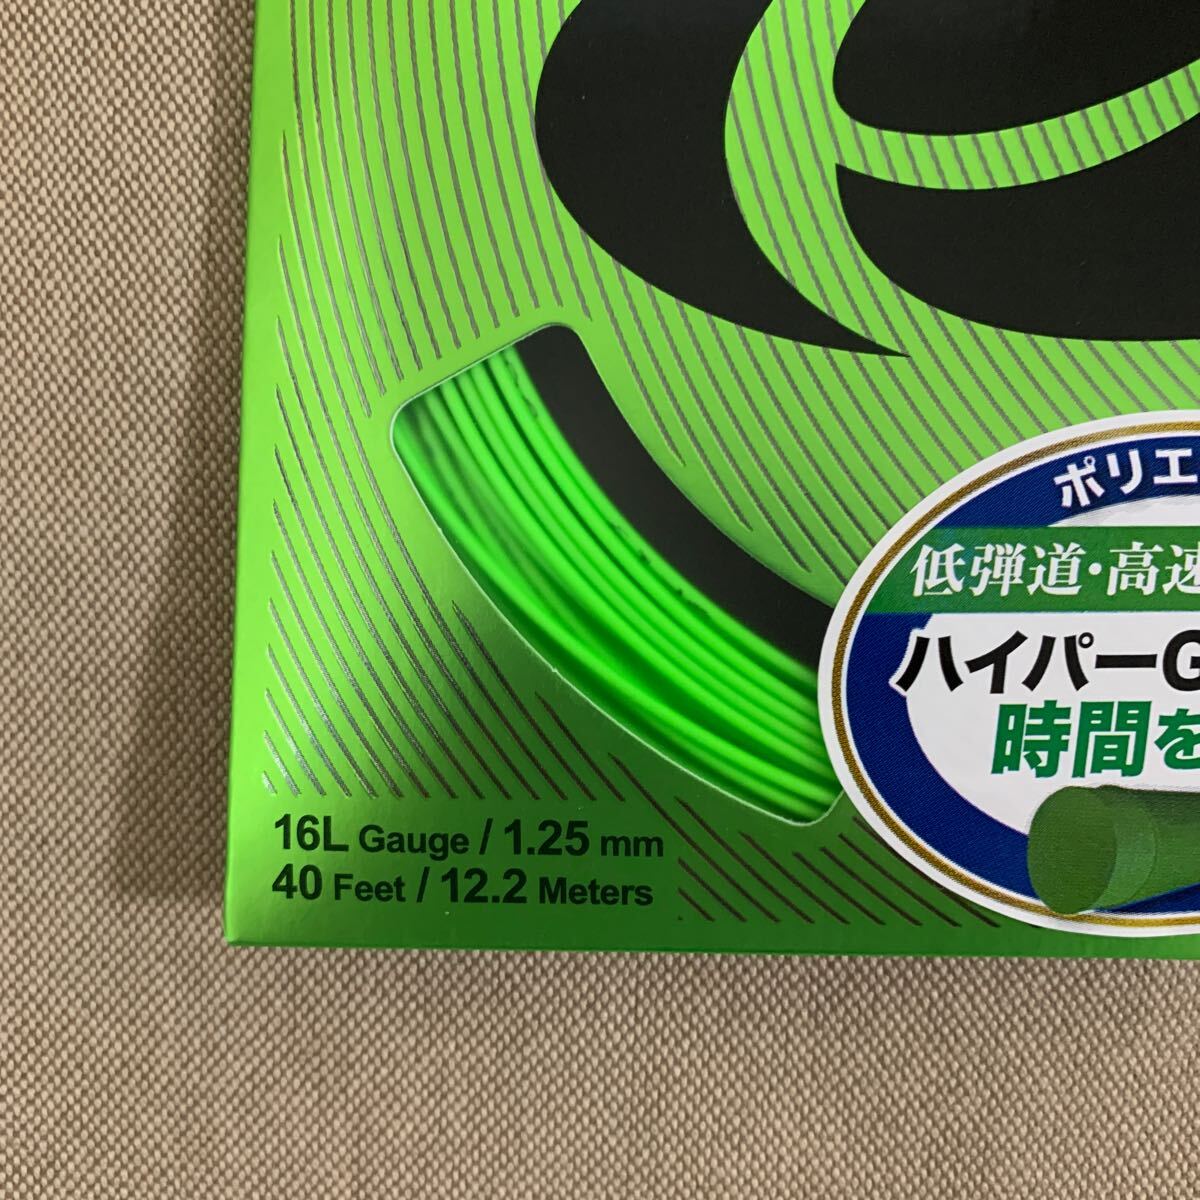 ポリエ
低弾道・高速
ハイパーG
時間を
16L Gauge / 1.25 mm
40 Feet / 12.2 Meters